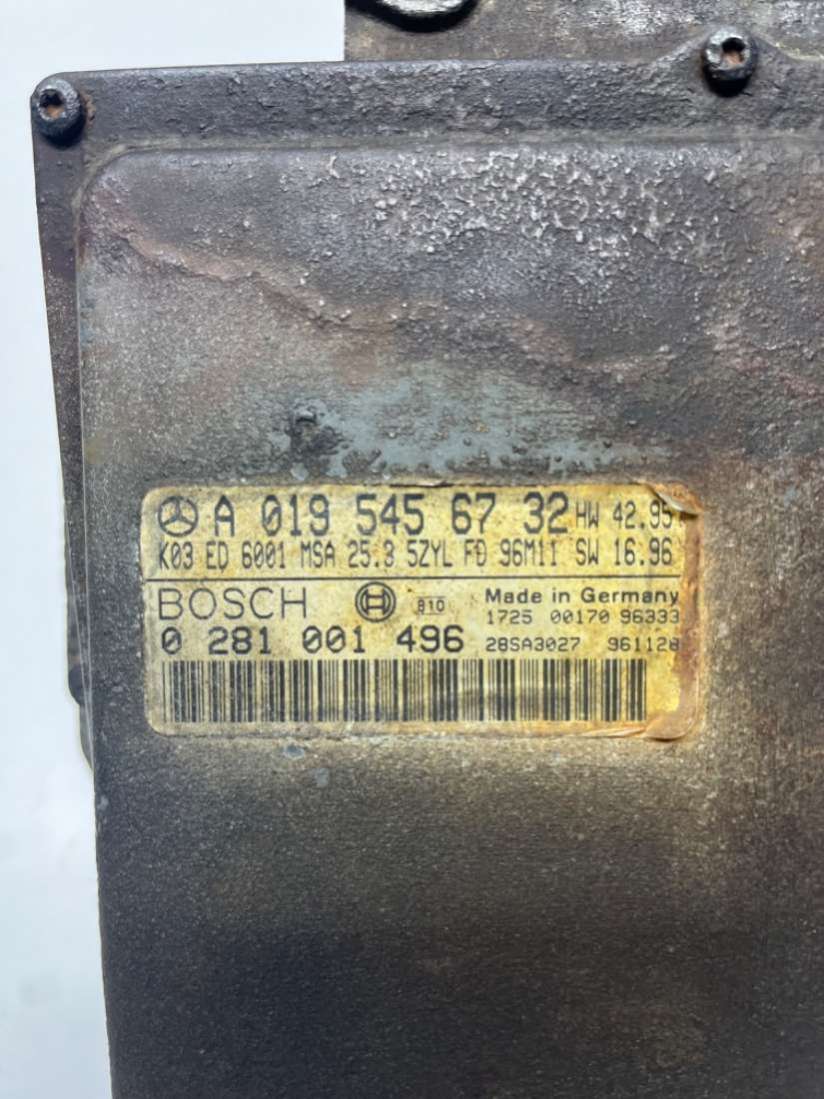 A 019 545 67 32 HW 42.95
K03 ED 6001 MSA 25.3 5ZYL FD 96M11 SW 16.96
BOSCH B10 Made in Germany
1725 00170 96333
0 281 001 496 28SA3027 961128